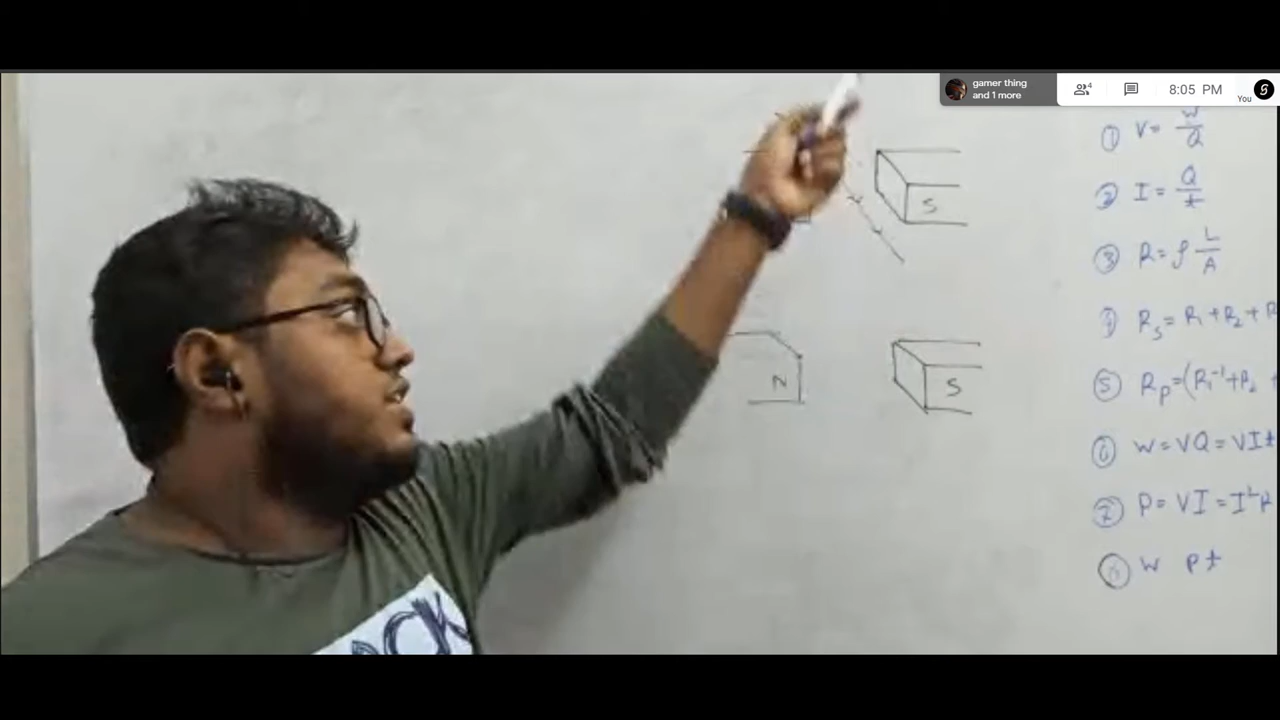 gamer thing
and 1 more
4
8:05 PM
You
① V = W/Q
② I = Q/t
③ R = ρ L/A
S
④ Rs = R₁ + R₂ +
⑤ Rp = (R₁⁻¹ + R₂
N
S
⑥ W = VQ = VIt
⑦ P = VI = I²R
⑧ W Pt